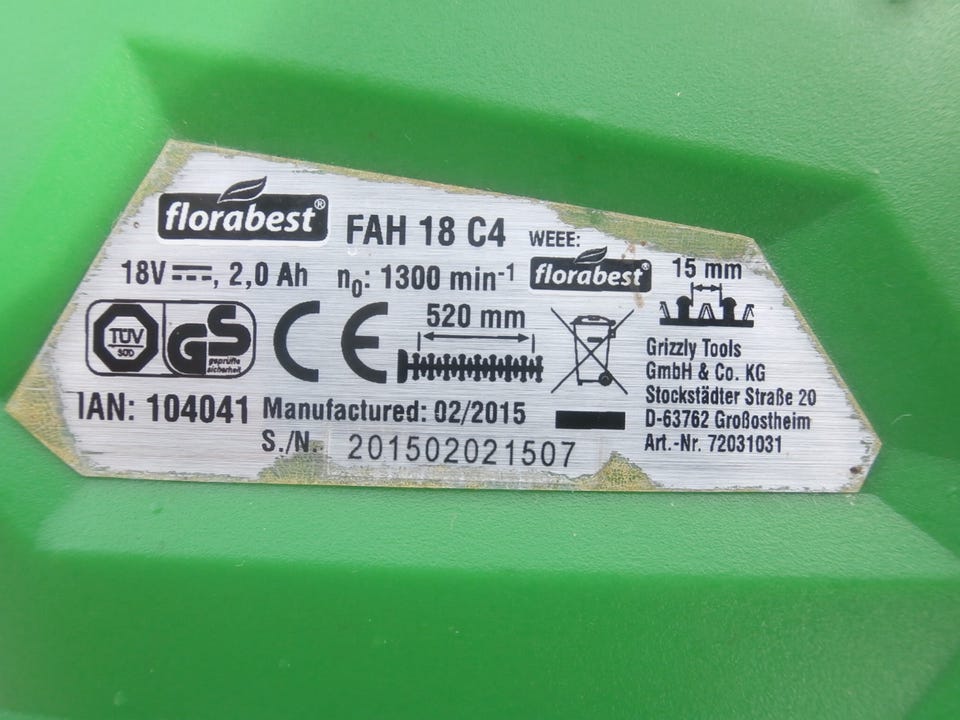 florabest® FAH 18 C4 WEEE: florabest®
18V, 2,0 Ah n0: 1300 min-1
15 mm
TÜV SÜD GS geprüfte Sicherheit CE 520 mm
Grizzly Tools
GmbH & Co. KG
Stockstädter Straße 20
D-63762 Großostheim
Art.-Nr. 72031031
IAN: 104041 Manufactured: 02/2015
S./N. 201502021507